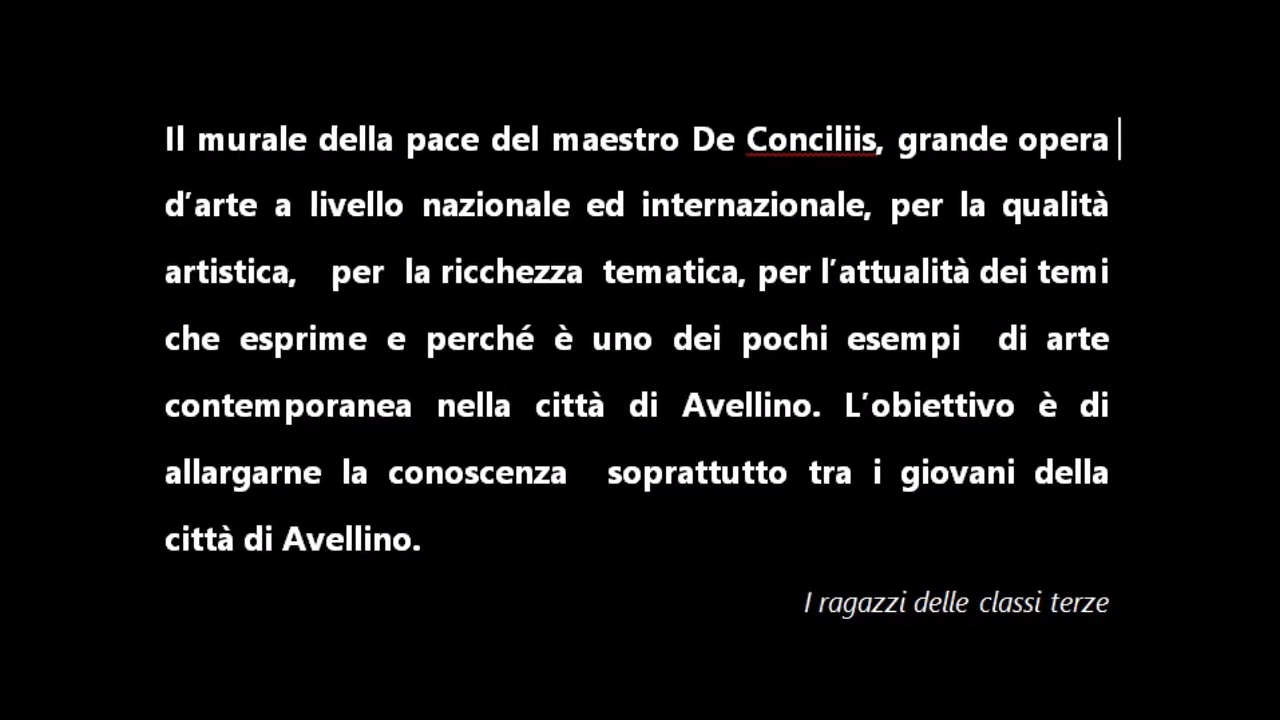 Il murale della pace del maestro De Conciliis, grande opera
d'arte a livello nazionale ed internazionale, per la qualità
artistica, per la ricchezza tematica, per l'attualità dei temi
che esprime e perché è uno dei pochi esempi di arte
contemporanea nella città di Avellino. L'obiettivo è di
allargarne la conoscenza soprattutto tra i giovani della
città di Avellino.
I ragazzi delle classi terze